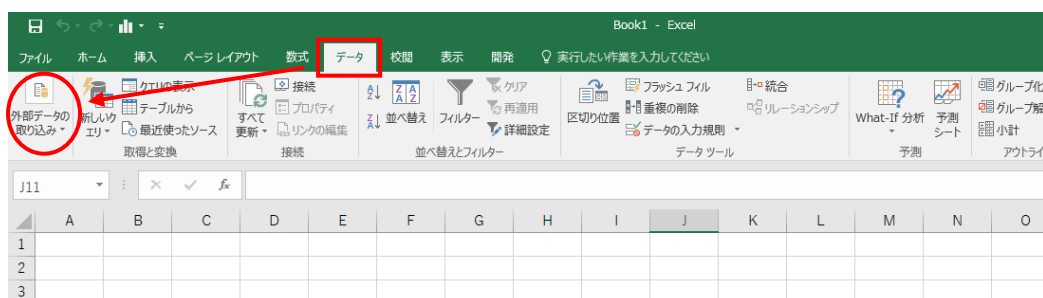 Book1 - Excel
ファイル ホーム 挿入 ページ レイアウト 数式 データ 校閲 表示 開発 実行したい作業を入力してください
外部データの取り込み
新しいクエリ
クエリの表示
テーブルから
最近使ったソース
取得と変換
すべて更新
接続
プロパティ
リンクの編集
接続
並べ替え
フィルター
クリア
再適用
詳細設定
並べ替えとフィルター
区切り位置
フラッシュ フィル
重複の削除
データの入力規則
統合
リレーションシップ
データ ツール
What-If 分析
予測シート
予測
グループ化
グループ解
小計
アウトライ
J11 fx
A B C D E F G H I J K L M N O
1
2
3